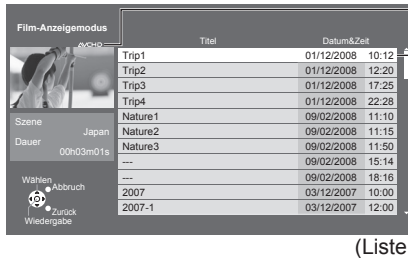 Film-Anzeigemodus
AVCHD
Titel Datum&Zeit
Trip1 01/12/2008 10:12
Trip2 01/12/2008 12:20
Trip3 01/12/2008 17:25
Trip4 01/12/2008 22:28
Nature1 09/02/2008 11:10
Nature2 09/02/2008 11:15
Nature3 09/02/2008 11:50
--- 09/02/2008 15:14
--- 09/02/2008 18:16
2007 03/12/2007 10:00
2007-1 03/12/2007 12:00
Szene
Japan
Dauer
00h03m01s
Wählen
Abbruch
Zurück
Wiedergabe
(Liste